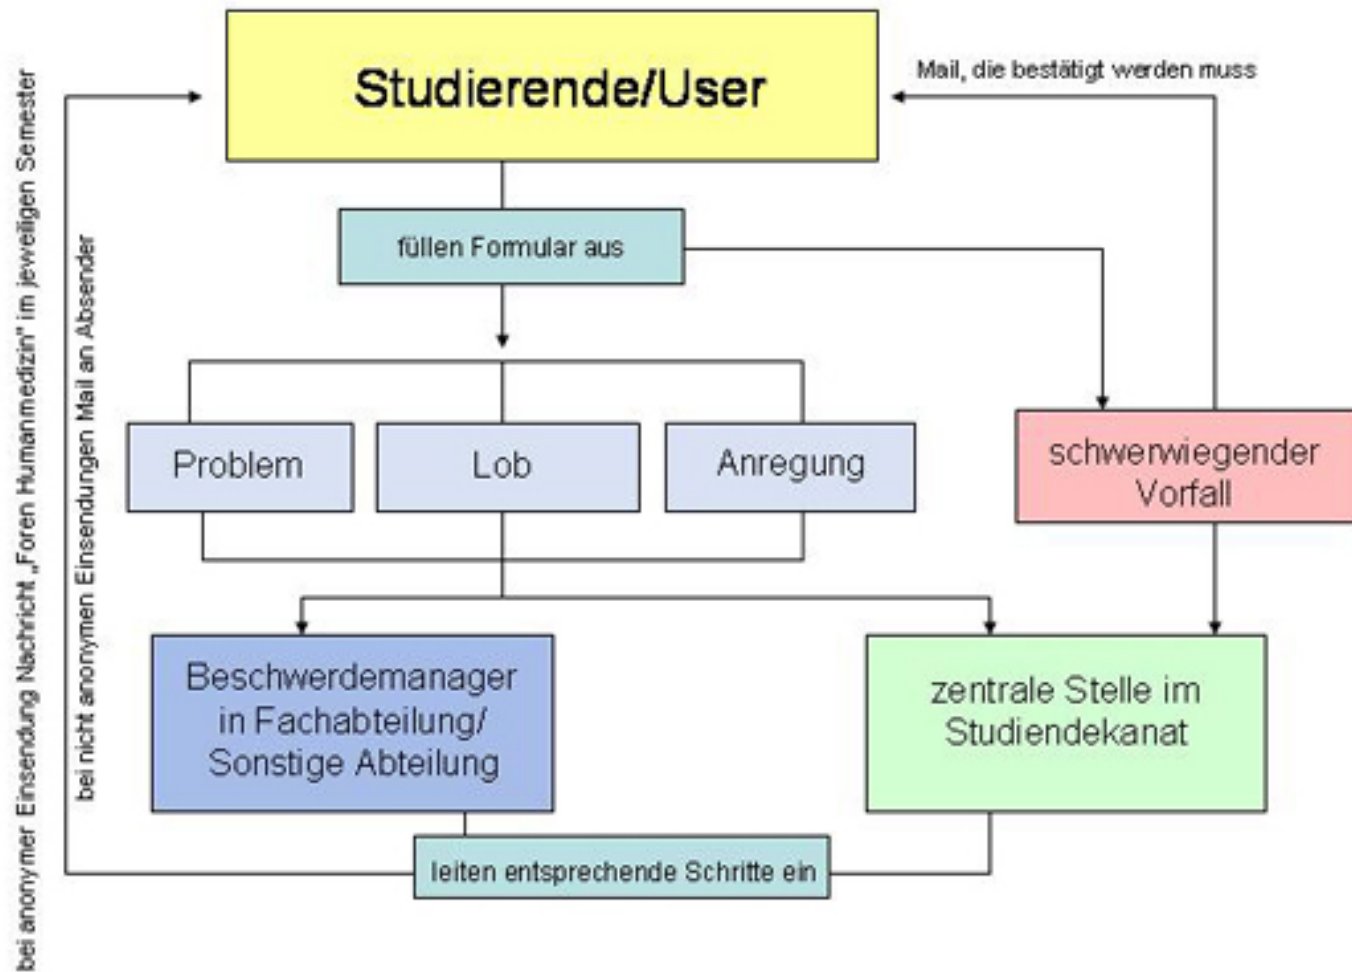 Studierende/User
Mail, die bestätigt werden muss
füllen Formular aus
Problem
Lob
Anregung
schwerwiegender
Vorfall
Beschwerdemanager
in Fachabteilung/
Sonstige Abteilung
zentrale Stelle im
Studiendekanat
leiten entsprechende Schritte ein
bei anonymer Einsendung Nachricht „Foren Humanmedizin" im jeweiligen Semester
bei nicht anonymen Einsendungen Mail an Absender